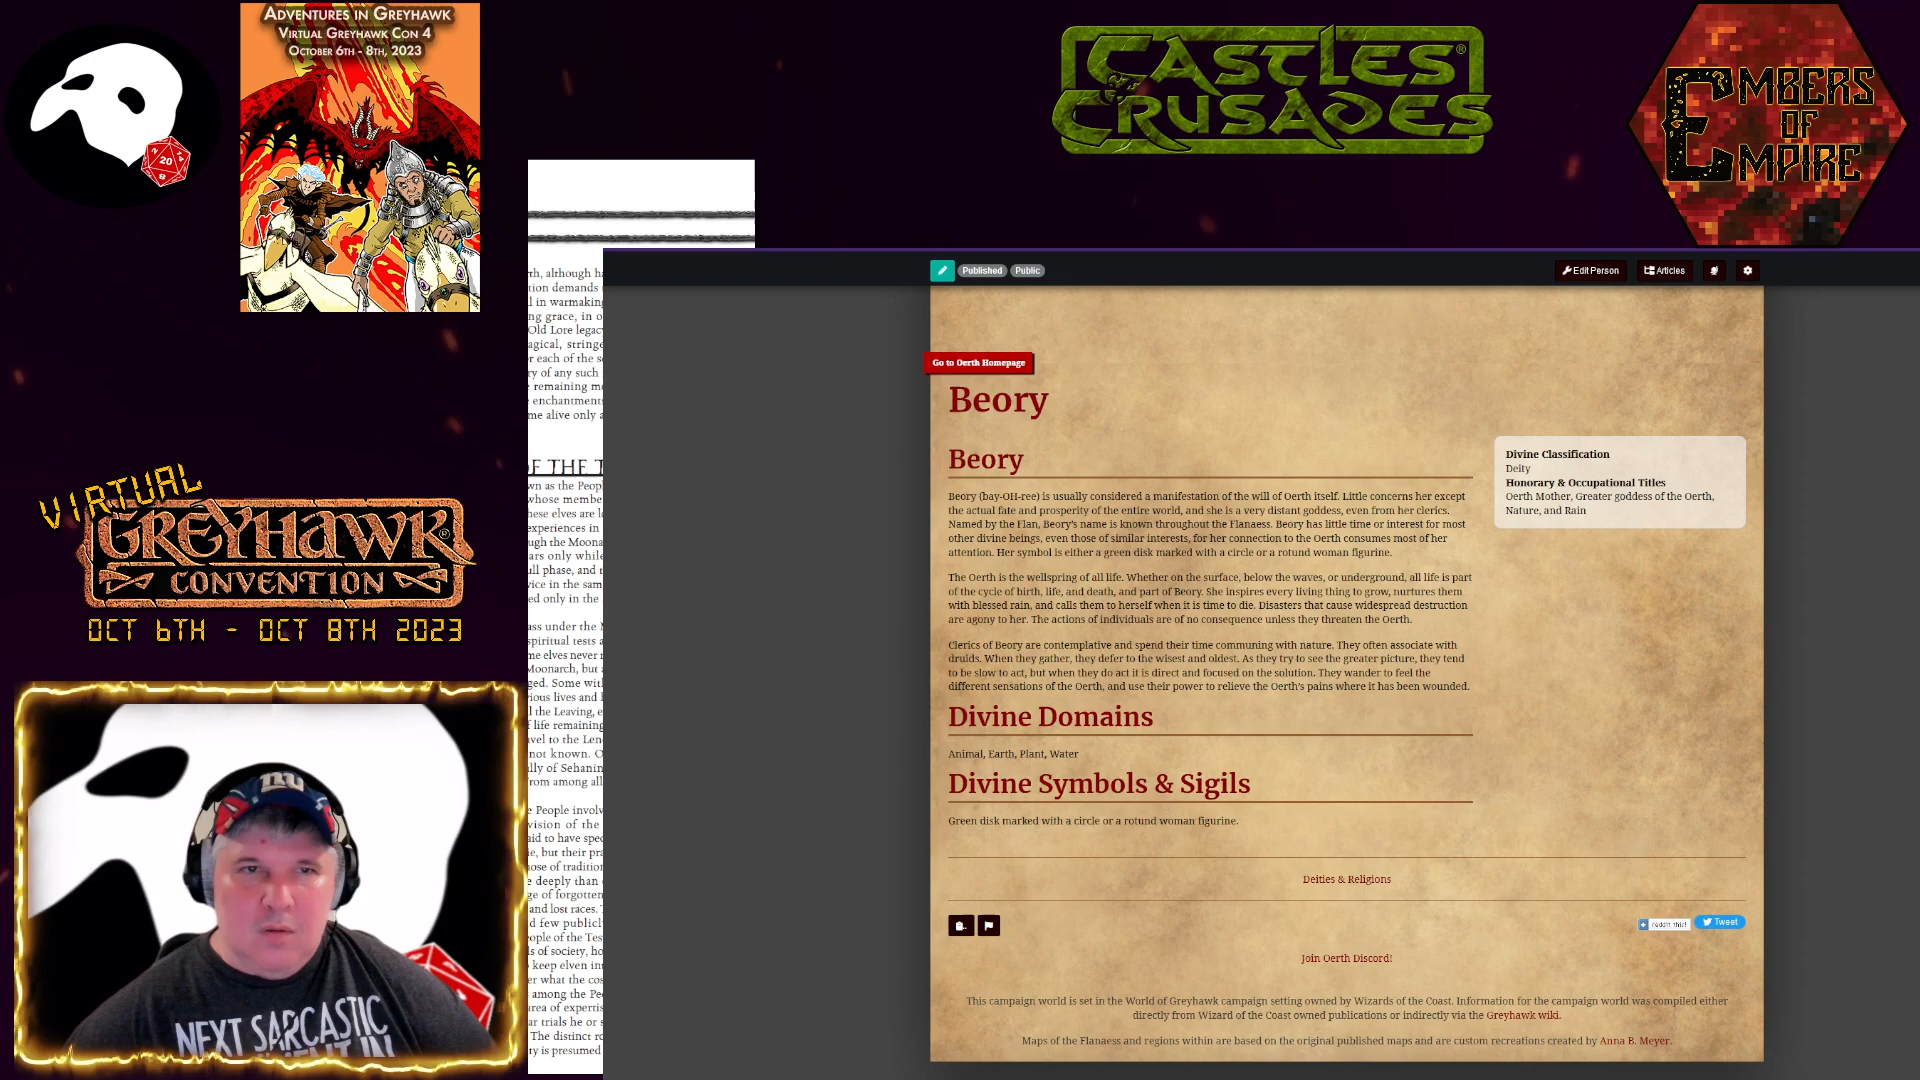 Adventures in Greyhawk
Virtual Greyhawk Con 4
October 6th - 8th, 2023
20
8
Castles ®
Crusades
Embers
of
Empire
Virtual
Greyhawk ®
Convention
Oct 6th - Oct 8th 2023
NEXT SARCASTIC
Published
Public
Edit Person
Articles
Go to Oerth Homepage
Beory
Beory
Beory (bay-OH-ree) is usually considered a manifestation of the will of Oerth itself. Little concerns her except
the actual fate and prosperity of the entire world, and she is a very distant goddess, even from her clerics.
Named by the Flan, Beory's name is known throughout the Flanaess. Beory has little time or interest for most
other divine beings, even those of similar interests, for her connection to the Oerth consumes most of her
attention. Her symbol is either a green disk marked with a circle or a rotund woman figurine.
The Oerth is the wellspring of all life. Whether on the surface, below the waves, or underground, all life is part
of the cycle of birth, life, and death, and part of Beory. She inspires every living thing to grow, nurtures them
with blessed rain, and calls them to herself when it is time to die. Disasters that cause widespread destruction
are agony to her. The actions of individuals are of no consequence unless they threaten the Oerth.
Clerics of Beory are contemplative and spend their time communing with nature. They often associate with
druids. When they gather, they defer to the wisest and oldest. As they try to see the greater picture, they tend
to be slow to act, but when they do act it is direct and focused on the solution. They wander to feel the
different sensations of the Oerth, and use their power to relieve the Oerth's pains where it has been wounded.
Divine Domains
Animal, Earth, Plant, Water
Divine Symbols & Sigils
Green disk marked with a circle or a rotund woman figurine.
Divine Classification
Deity
Honorary & Occupational Titles
Oerth Mother, Greater goddess of the Oerth,
Nature, and Rain
Deities & Religions
reddit this!
Tweet
Join Oerth Discord!
This campaign world is set in the World of Greyhawk campaign setting owned by Wizards of the Coast. Information for the campaign world was compiled either
directly from Wizard of the Coast owned publications or indirectly via the Greyhawk wiki.
Maps of the Flanaess and regions within are based on the original published maps and are custom recreations created by Anna B. Meyer.